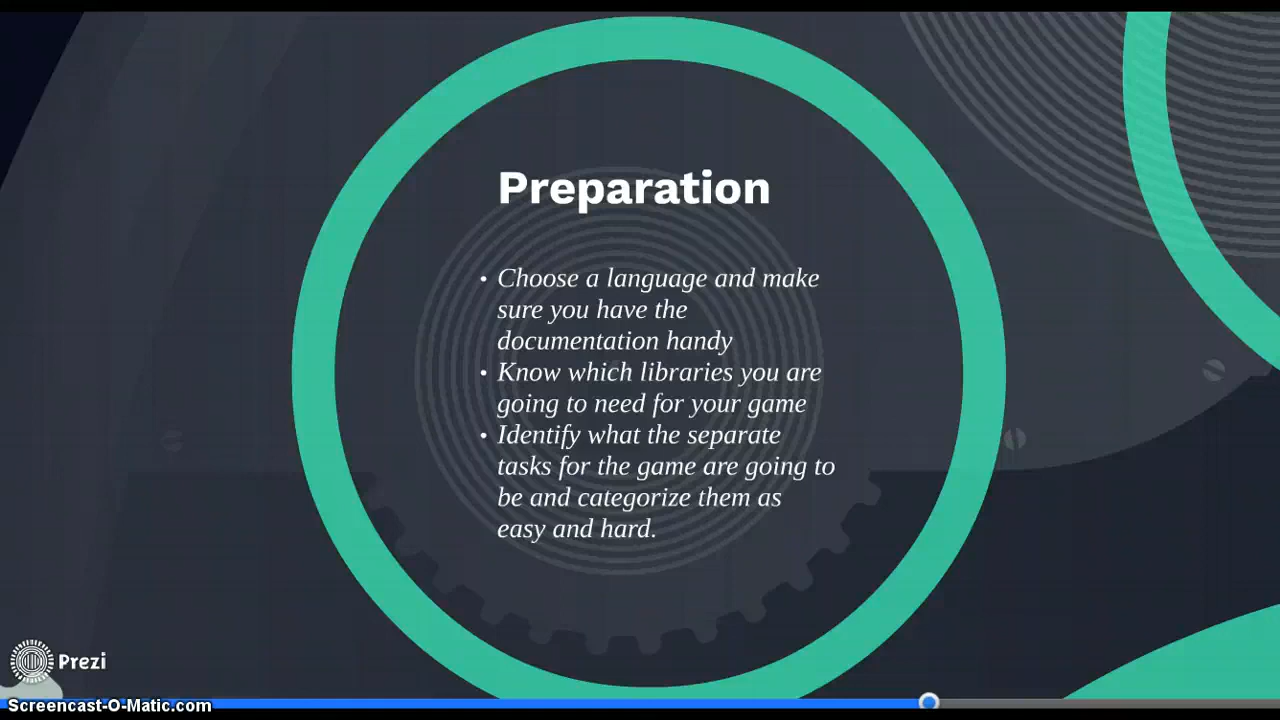 Preparation
• Choose a language and make
sure you have the
documentation handy
• Know which libraries you are
going to need for your game
• Identify what the separate
tasks for the game are going to
be and categorize them as
easy and hard.
Prezi
Screencast-O-Matic.com